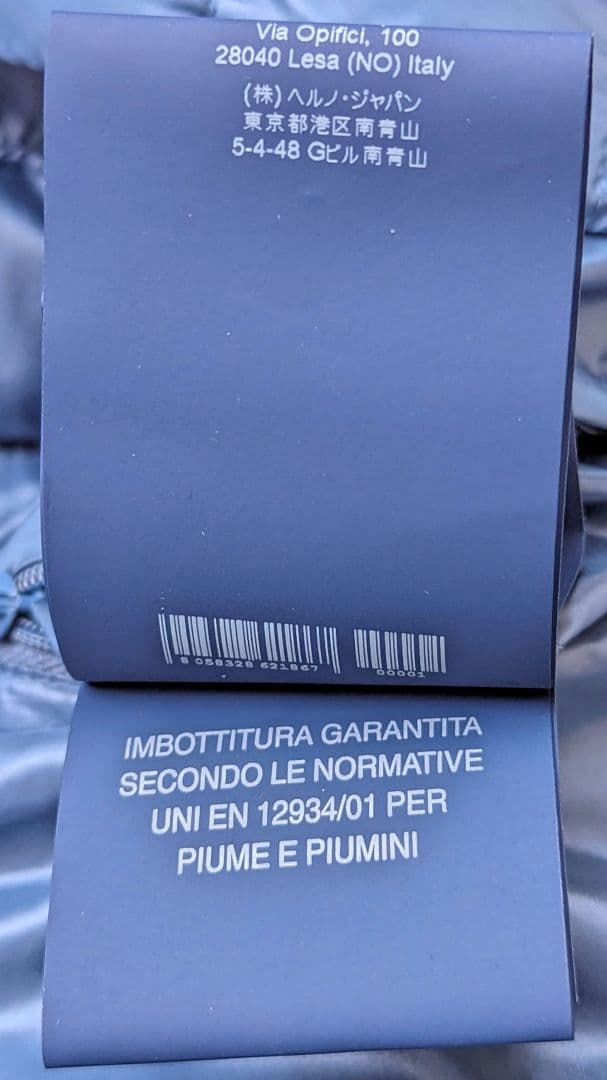 Via Opifici, 100
28040 Lesa (NO) Italy
(株)ヘルノ・ジャパン
東京都港区南青山
5-4-48 Gビル南青山
8 058328 621867
00001
IMBOTTITURA GARANTITA
SECONDO LE NORMATIVE
UNI EN 12934/01 PER
PIUME E PIUMINI